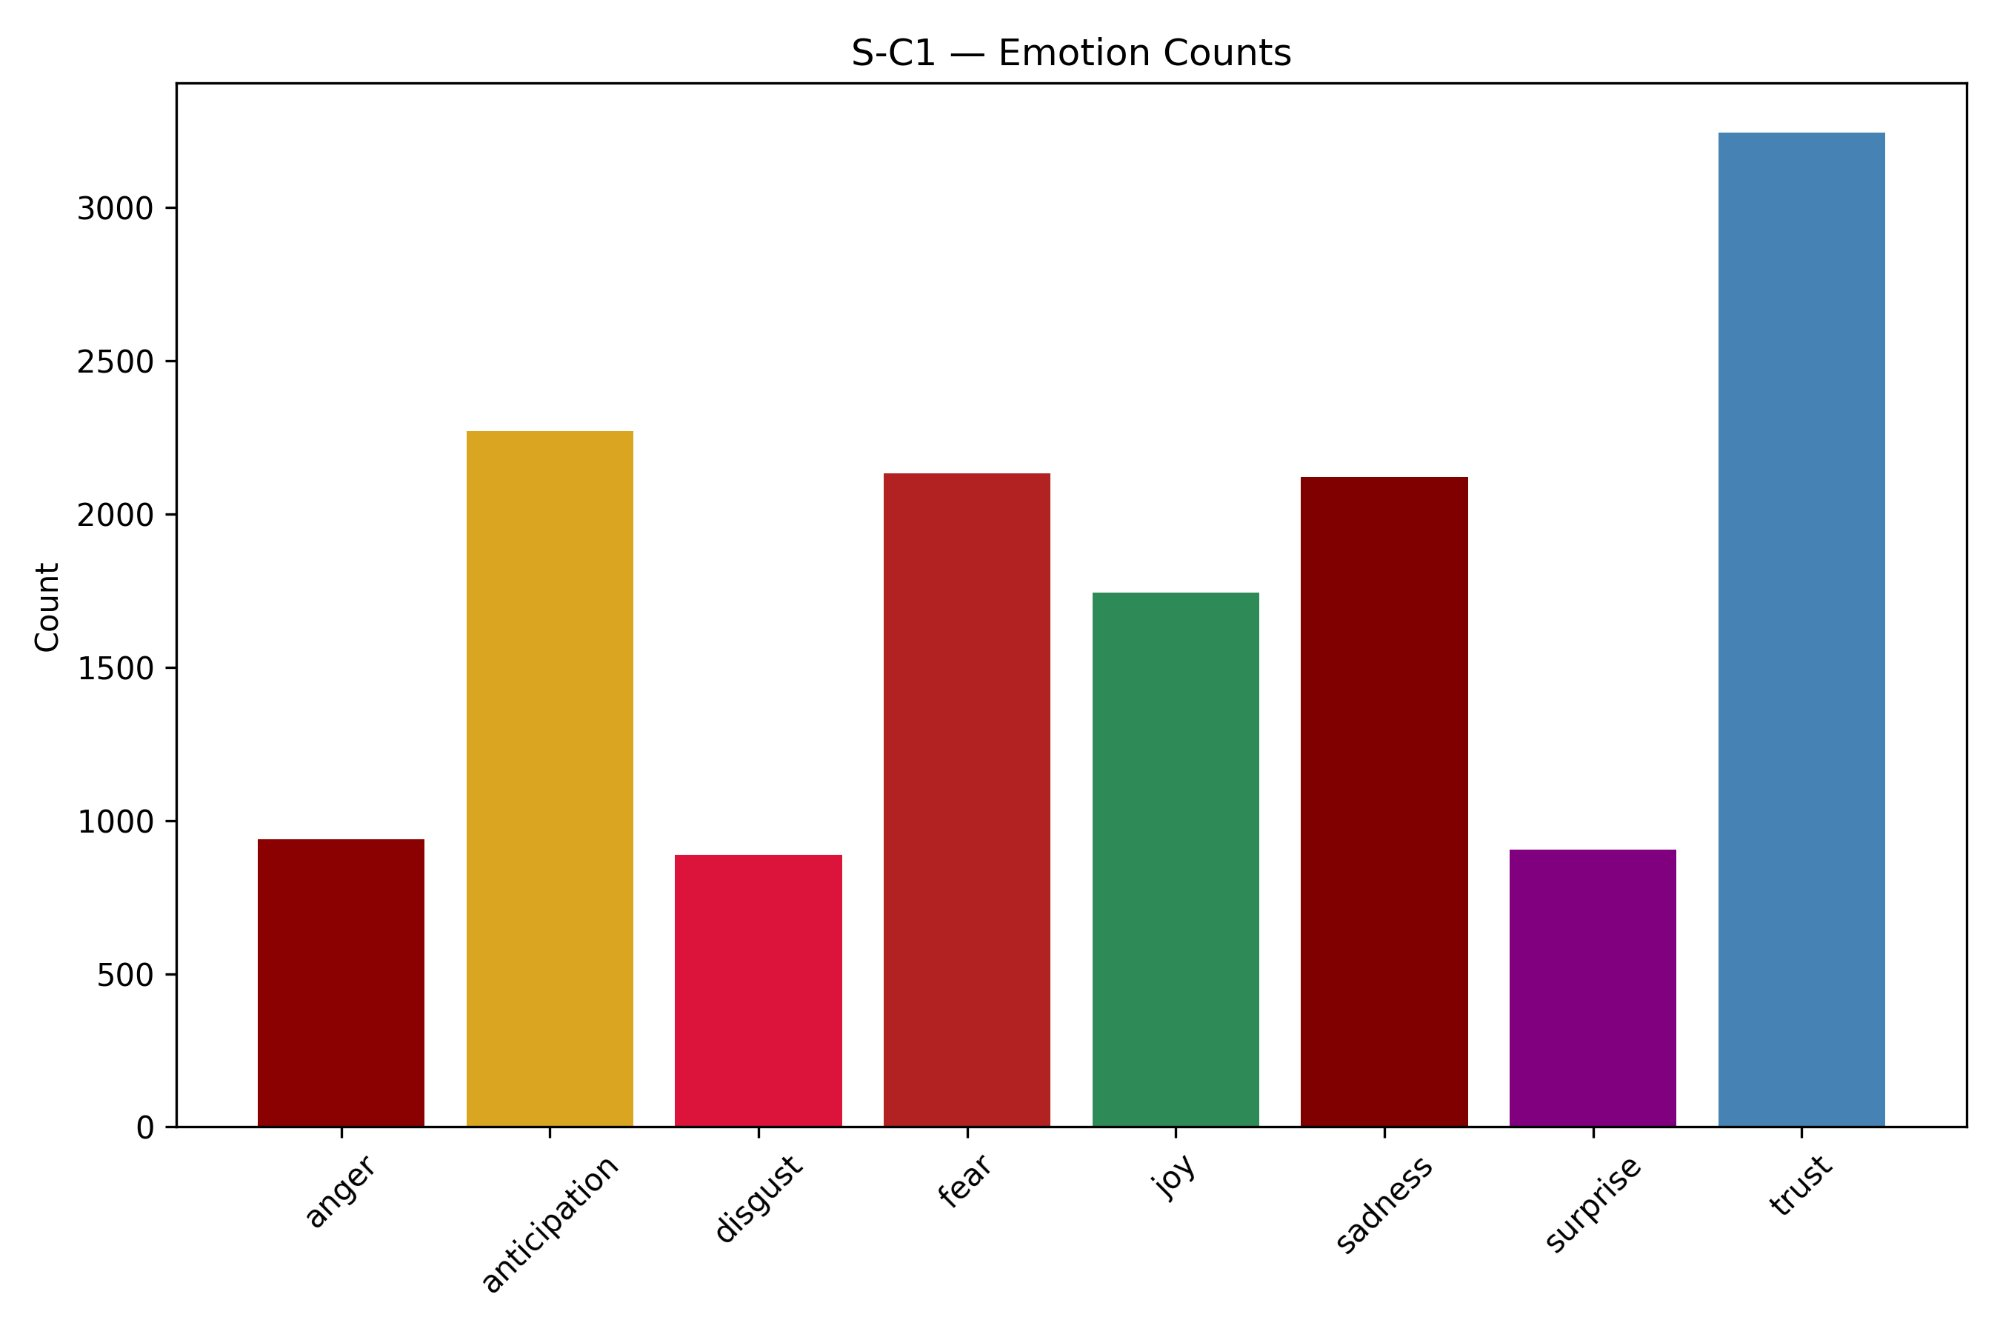 S-C1 — Emotion Counts
Count
3000
2500
2000
1500
1000
500
0
anger
anticipation
disgust
fear
joy
sadness
surprise
trust